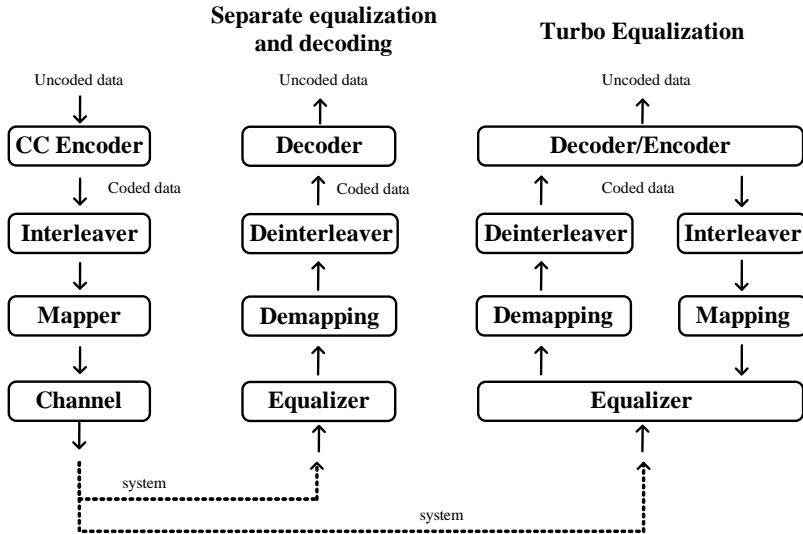 Separate equalization
and decoding
Turbo Equalization
Uncoded data
Uncoded data
Uncoded data
CC Encoder
Decoder
Decoder/Encoder
Coded data
Coded data
Coded data
Interleaver
Deinterleaver
Deinterleaver
Interleaver
Mapper
Demapping
Demapping
Mapping
Channel
Equalizer
Equalizer
system
system